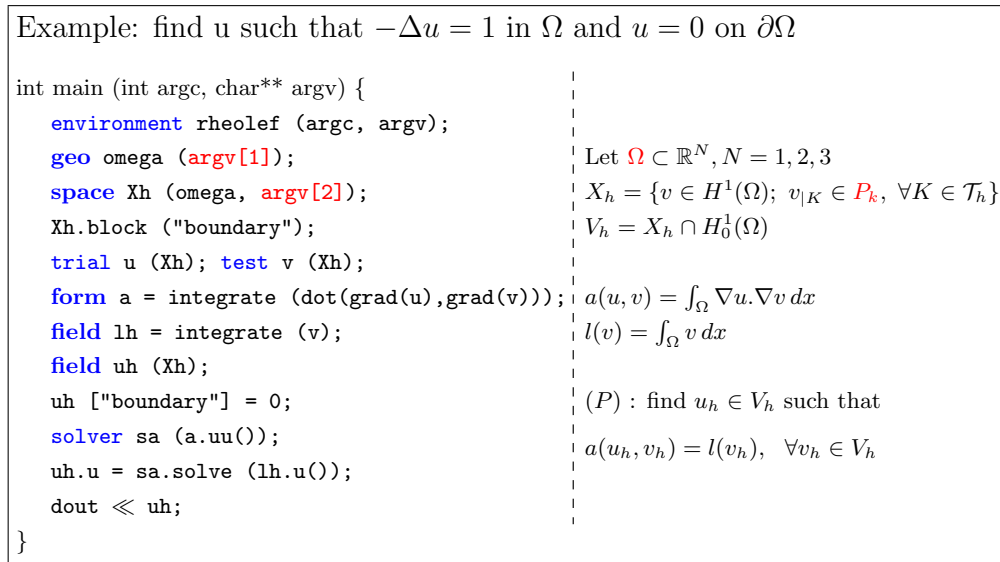 Example: find u such that −Δu = 1 in Ω and u = 0 on ∂Ω
int main (int argc, char** argv) {
environment rheolef (argc, argv);
geo omega (argv[1]); Let Ω ⊂ ℝ^N, N = 1, 2, 3
space Xh (omega, argv[2]); X_h = {v ∈ H^1(Ω); v_{|K} ∈ P_k, ∀K ∈ 𝒯_h}
Xh.block ("boundary"); V_h = X_h ∩ H^1_0(Ω)
trial u (Xh); test v (Xh);
form a = integrate (dot(grad(u),grad(v))); a(u, v) = ∫_Ω ∇u.∇v dx
field lh = integrate (v); l(v) = ∫_Ω v dx
field uh (Xh);
uh ["boundary"] = 0; (P) : find u_h ∈ V_h such that
solver sa (a.uu());
a(u_h, v_h) = l(v_h), ∀v_h ∈ V_h
uh.u = sa.solve (lh.u());
dout ≪ uh;
}